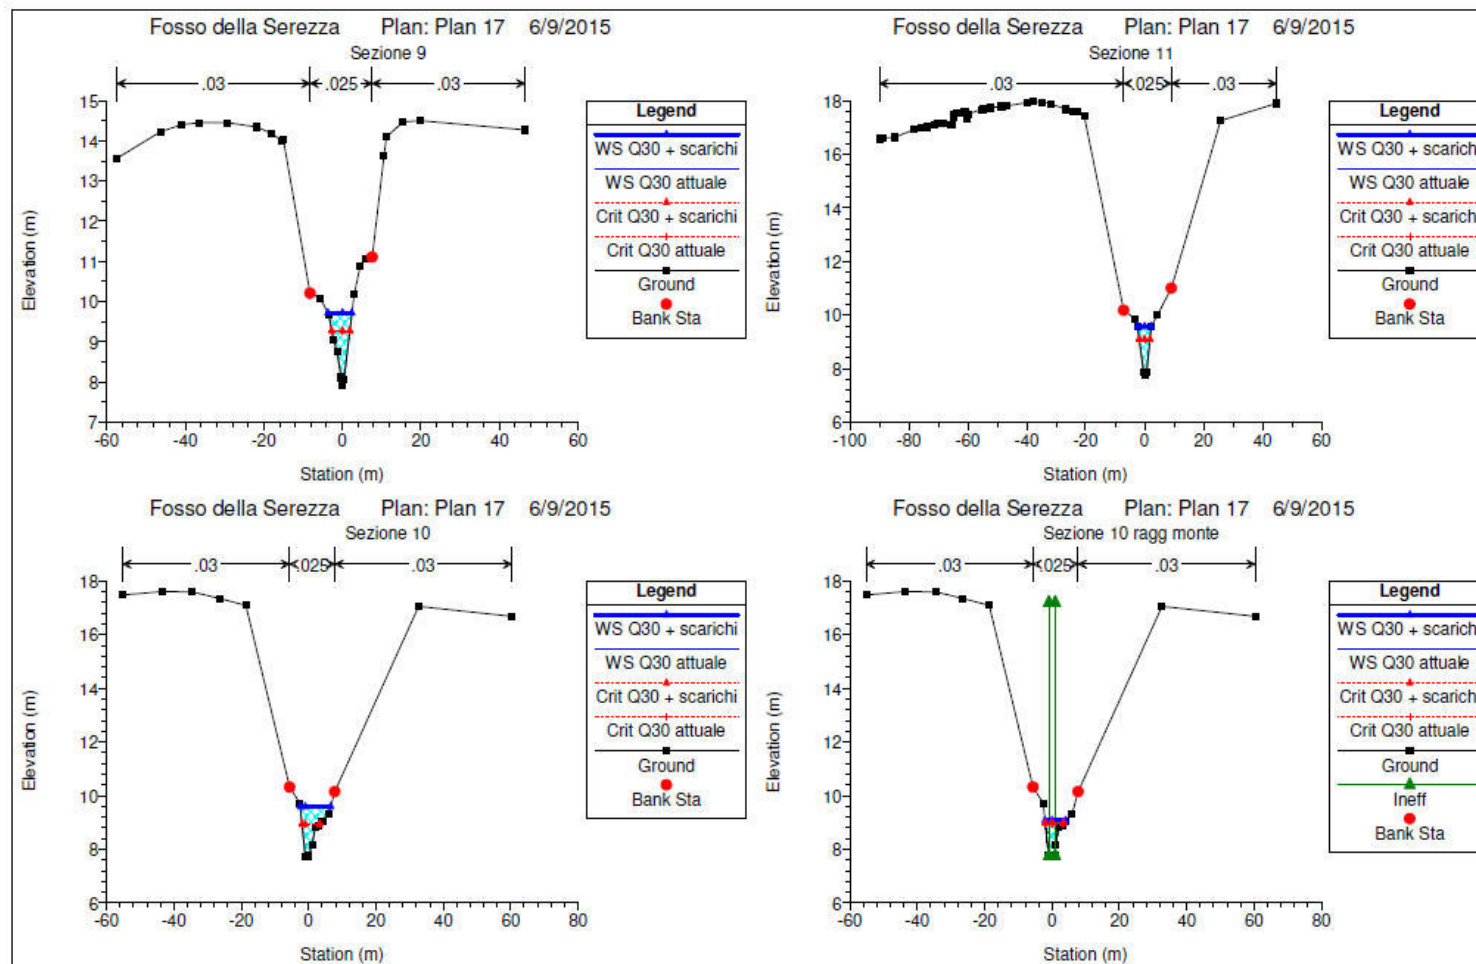 Fosso della Serezza Plan: Plan 17 6/9/2015
Sezione 9
.03 .025 .03
15
14
13
12
11
10
9
8
7
Elevation (m)
-60 -40 -20 0 20 40 60
Station (m)
Legend
WS Q30 + scarichi
WS Q30 attuale
Crit Q30 + scarichi
Crit Q30 attuale
Ground
Bank Sta
Fosso della Serezza Plan: Plan 17 6/9/2015
Sezione 11
.03 .025 .03
18
16
14
12
10
8
6
Elevation (m)
-100 -80 -60 -40 -20 0 20 40 60
Station (m)
Legend
WS Q30 + scarich
WS Q30 attuale
Crit Q30 + scarich
Crit Q30 attuale
Ground
Bank Sta
Fosso della Serezza Plan: Plan 17 6/9/2015
Sezione 10
.03 .025 .03
18
16
14
12
10
8
6
Elevation (m)
-60 -40 -20 0 20 40 60 80
Station (m)
Legend
WS Q30 + scarichi
WS Q30 attuale
Crit Q30 + scarichi
Crit Q30 attuale
Ground
Bank Sta
Fosso della Serezza Plan: Plan 17 6/9/2015
Sezione 10 ragg monte
.03 .025 .03
18
16
14
12
10
8
6
Elevation (m)
-60 -40 -20 0 20 40 60 80
Station (m)
Legend
WS Q30 + scarich
WS Q30 attuale
Crit Q30 + scarich
Crit Q30 attuale
Ground
Ineff
Bank Sta